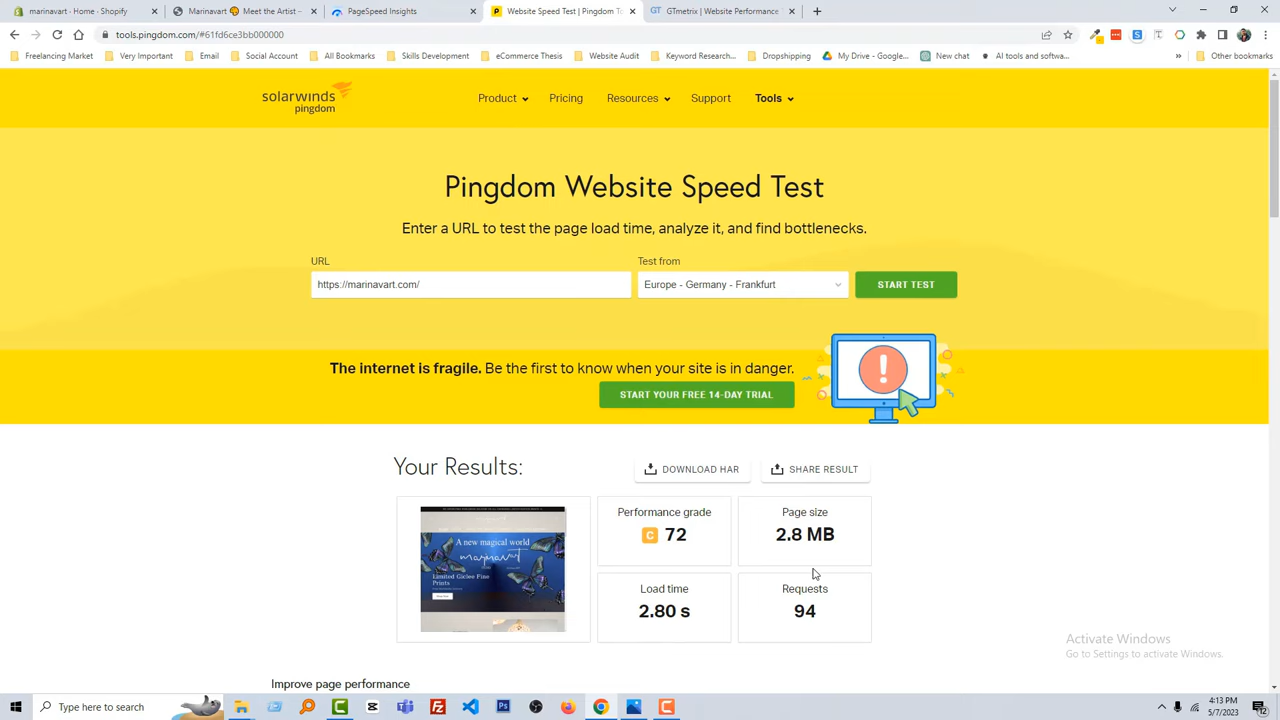 marinavart - Home · Shopify
Marinavart
Meet the Artist
PageSpeed Insights
Website Speed Test | Pingdom To
GTmetrix | Website Performance
tools.pingdom.com/#61fd6ce3bb000000
Freelancing Market
Very Important
Email
Social Account
All Bookmarks
Skills Development
eCommerce Thesis
Website Audit
Keyword Research...
Dropshipping
My Drive - Google...
New chat
AI tools and softwa...
»
Other bookmarks
solarwinds
pingdom
Product
Pricing
Resources
Support
Tools
Pingdom Website Speed Test
Enter a URL to test the page load time, analyze it, and find bottlenecks.
URL
Test from
https://marinavart.com/
Europe - Germany - Frankfurt
START TEST
The internet is fragile. Be the first to know when your site is in danger.
START YOUR FREE 14-DAY TRIAL
Your Results:
DOWNLOAD HAR
SHARE RESULT
Performance grade
C 72
Page size
2.8 MB
A new magical world
marinavart
Limited Giclee Fine
Prints
Load time
2.80 s
Requests
94
Improve page performance
Activate Windows
Go to Settings to activate Windows.
Type here to search
4:13 PM
5/7/2023